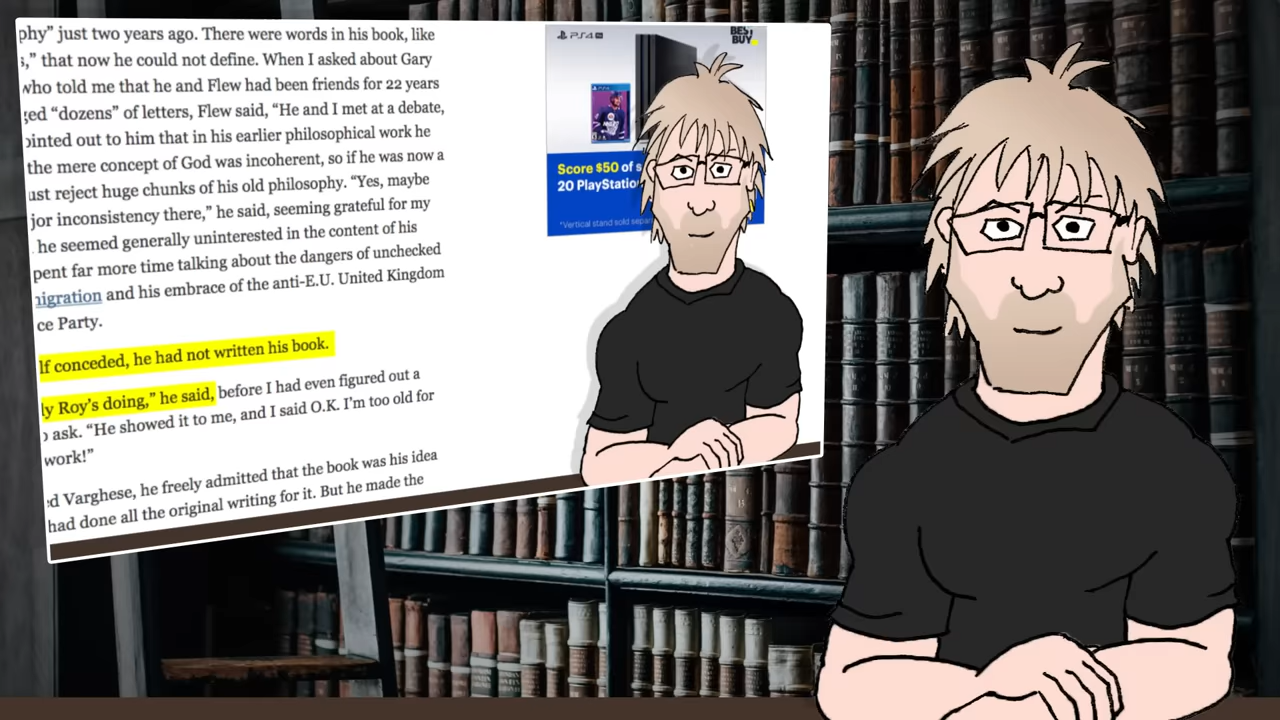 phy” just two years ago. There were words in his book, like
s,” that now he could not define. When I asked about Gary
who told me that he and Flew had been friends for 22 years
ged “dozens” of letters, Flew said, “He and I met at a debate,
ointed out to him that in his earlier philosophical work he
the mere concept of God was incoherent, so if he was now a
ust reject huge chunks of his old philosophy. “Yes, maybe
jor inconsistency there,” he said, seeming grateful for my
he seemed generally uninterested in the content of his
pent far more time talking about the dangers of unchecked
nigration and his embrace of the anti-E.U. United Kingdom
ce Party.
lf conceded, he had not written his book.
ly Roy’s doing,” he said, before I had even figured out a
o ask. “He showed it to me, and I said O.K. I’m too old for
work!”
ed Varghese, he freely admitted that the book was his idea
had done all the original writing for it. But he made the
PS4 PRO
BEST
BUY
Score $50 of s
20 PlayStatio
*Vertical stand sold sepa